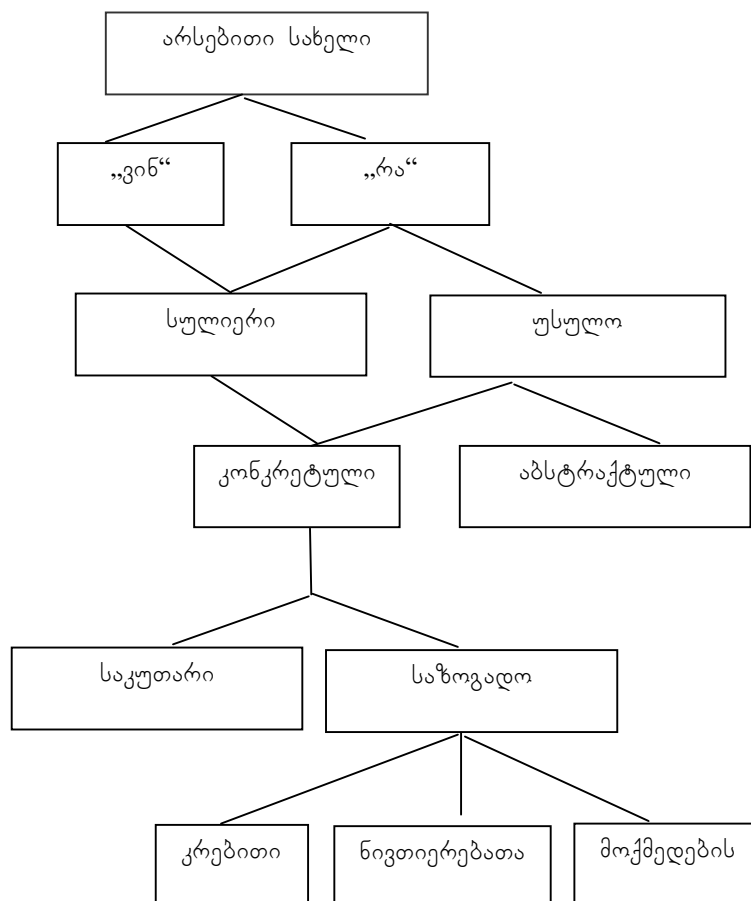 არსებითი სახელი
„ვინ“
„რა“
სულიერი
უსულო
კონკრეტული
აბსტრაქტული
საკუთარი
საზოგადო
კრებითი
ნივთიერებათა
მოქმედების